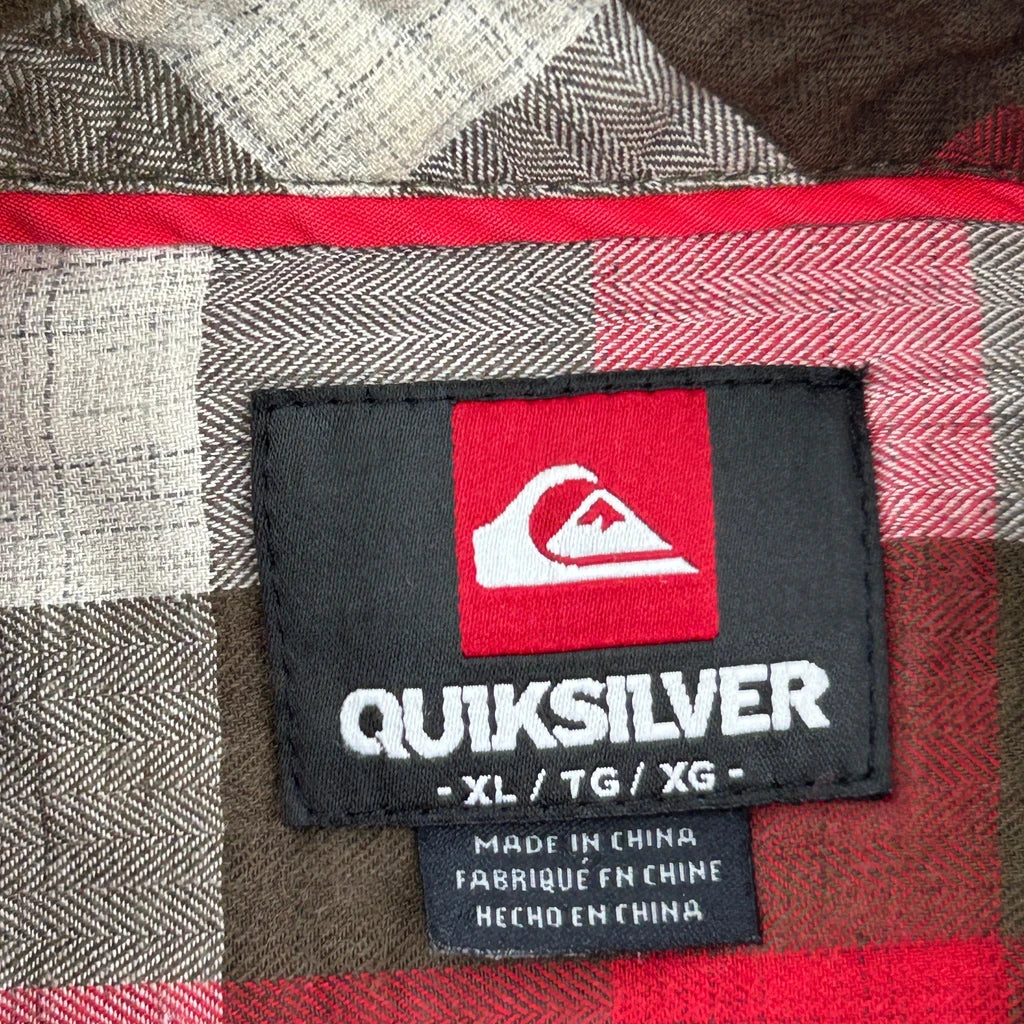 QUIKSILVER
- XL / TG / XG -
MADE IN CHINA
FABRIQUÉ EN CHINE
HECHO EN CHINA